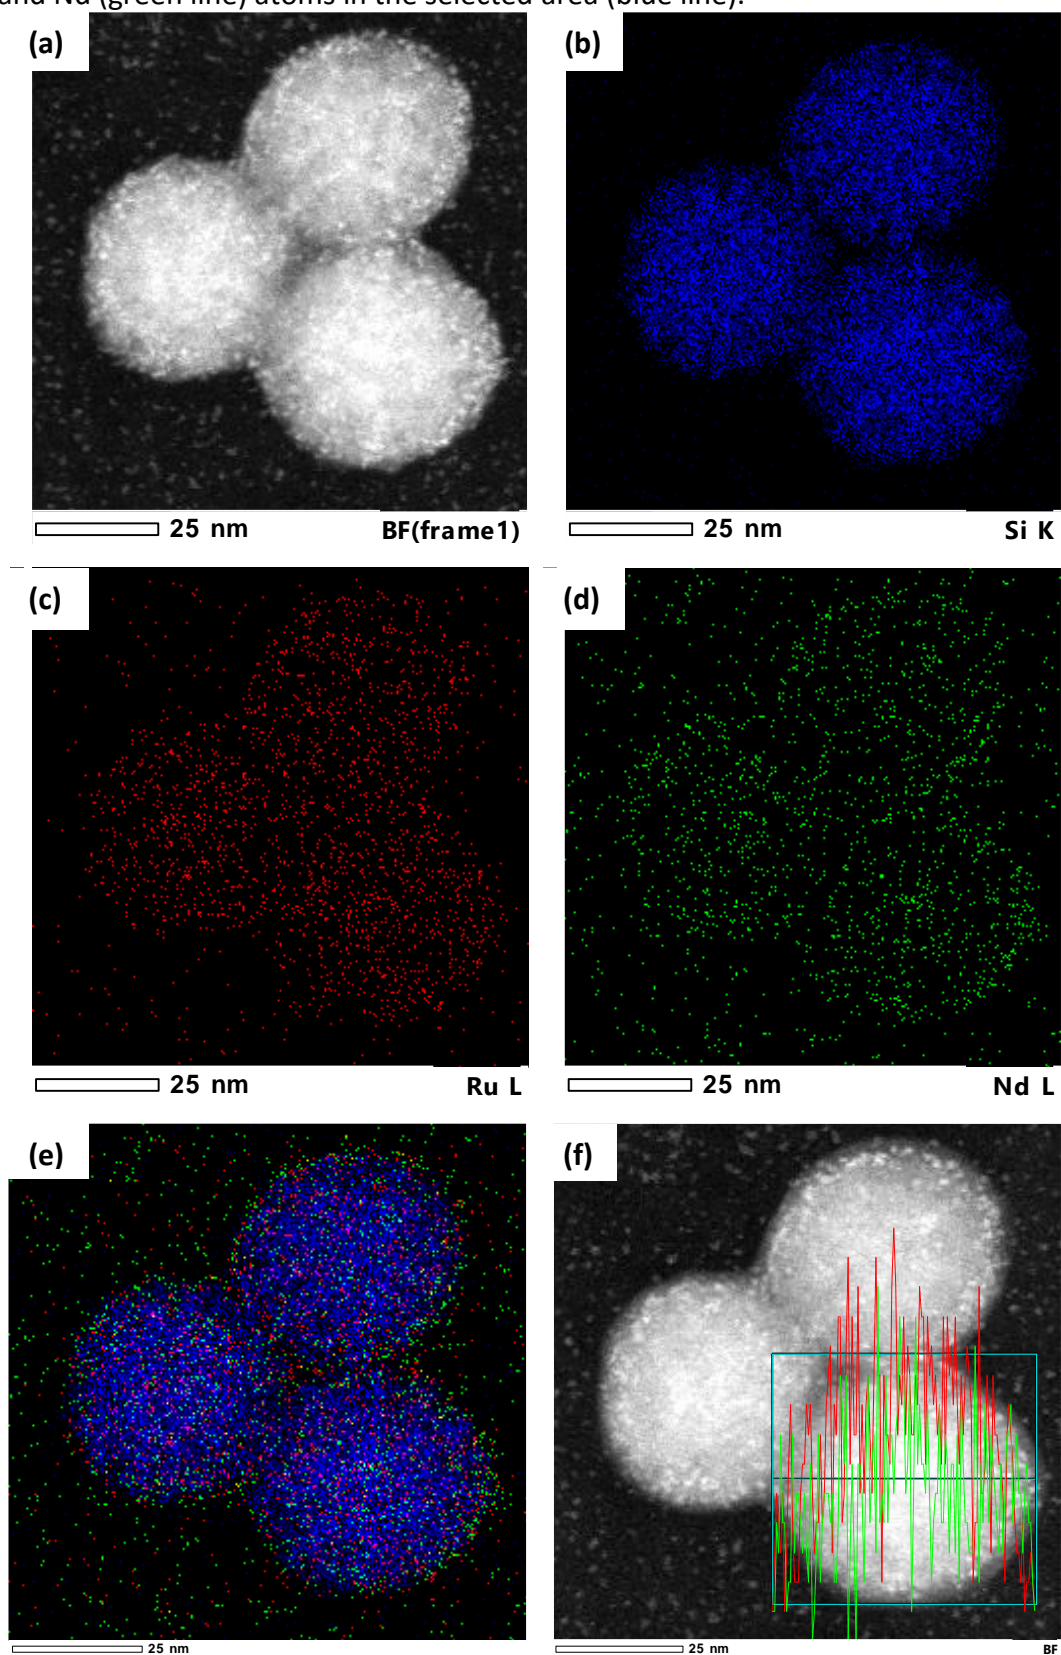 and Nd (green line) atoms in the selected area (blue line).
(a) (b)
25 nm BF(frame1) 25 nm Si K
(c) (d)
25 nm Ru L 25 nm Nd L
(e) (f)
25 nm 25 nm BF